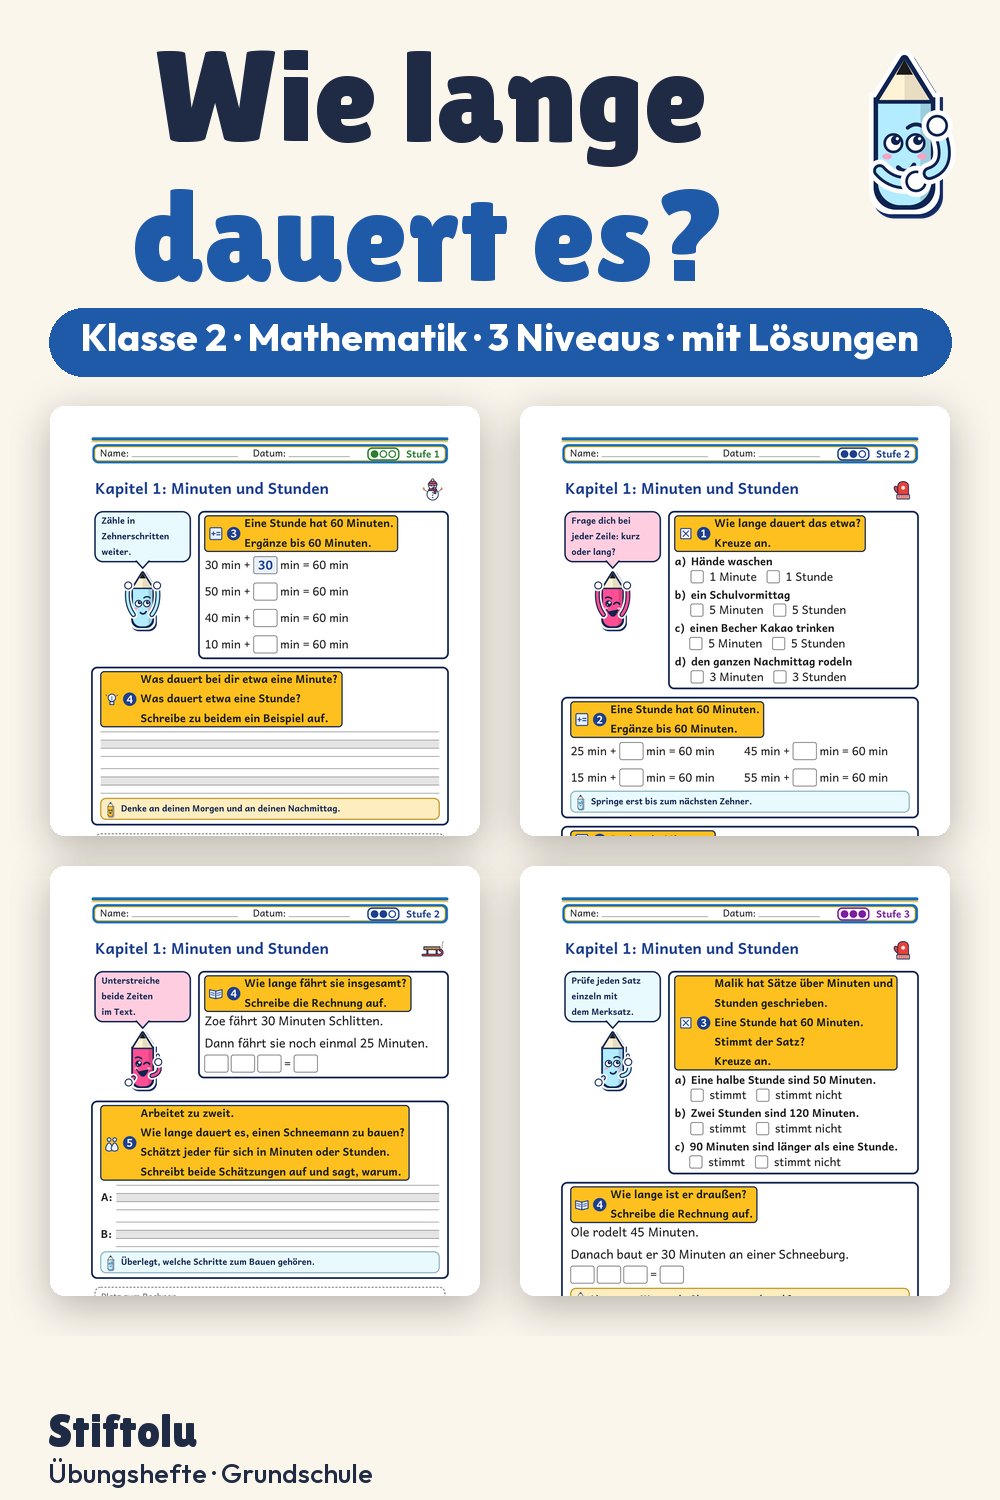 Wie lange
dauert es?
Klasse 2 · Mathematik · 3 Niveaus · mit Lösungen
Name: Datum: Stufe 1
Kapitel 1: Minuten und Stunden
Zähle in
Zehnerschritten
weiter.
3 Eine Stunde hat 60 Minuten.
Ergänze bis 60 Minuten.
30 min + 30 min = 60 min
50 min + min = 60 min
40 min + min = 60 min
10 min + min = 60 min
4 Was dauert bei dir etwa eine Minute?
Was dauert etwa eine Stunde?
Schreibe zu beidem ein Beispiel auf.
Denke an deinen Morgen und an deinen Nachmittag.
Name: Datum: Stufe 2
Kapitel 1: Minuten und Stunden
Frage dich bei
jeder Zeile: kurz
oder lang?
1 Wie lange dauert das etwa?
Kreuze an.
a) Hände waschen
1 Minute 1 Stunde
b) ein Schulvormittag
5 Minuten 5 Stunden
c) einen Becher Kakao trinken
5 Minuten 5 Stunden
d) den ganzen Nachmittag rodeln
3 Minuten 3 Stunden
2 Eine Stunde hat 60 Minuten.
Ergänze bis 60 Minuten.
25 min + min = 60 min 45 min + min = 60 min
15 min + min = 60 min 55 min + min = 60 min
Springe erst bis zum nächsten Zehner.
Name: Datum: Stufe 2
Kapitel 1: Minuten und Stunden
Unterstreiche
beide Zeiten
im Text.
4 Wie lange fährt sie insgesamt?
Schreibe die Rechnung auf.
Zoe fährt 30 Minuten Schlitten.
Dann fährt sie noch einmal 25 Minuten.
=
5 Arbeitet zu zweit.
Wie lange dauert es, einen Schneemann zu bauen?
Schätzt jeder für sich in Minuten oder Stunden.
Schreibt beide Schätzungen auf und sagt, warum.
A:
B:
Überlegt, welche Schritte zum Bauen gehören.
Name: Datum: Stufe 3
Kapitel 1: Minuten und Stunden
Prüfe jeden Satz
einzeln mit
dem Merksatz.
3 Malik hat Sätze über Minuten und
Stunden geschrieben.
Eine Stunde hat 60 Minuten.
Stimmt der Satz?
Kreuze an.
a) Eine halbe Stunde sind 50 Minuten.
stimmt stimmt nicht
b) Zwei Stunden sind 120 Minuten.
stimmt stimmt nicht
c) 90 Minuten sind länger als eine Stunde.
stimmt stimmt nicht
4 Wie lange ist er draußen?
Schreibe die Rechnung auf.
Ole rodelt 45 Minuten.
Danach baut er 30 Minuten an einer Schneeburg.
=
Stiftolu
Übungshefte · Grundschule